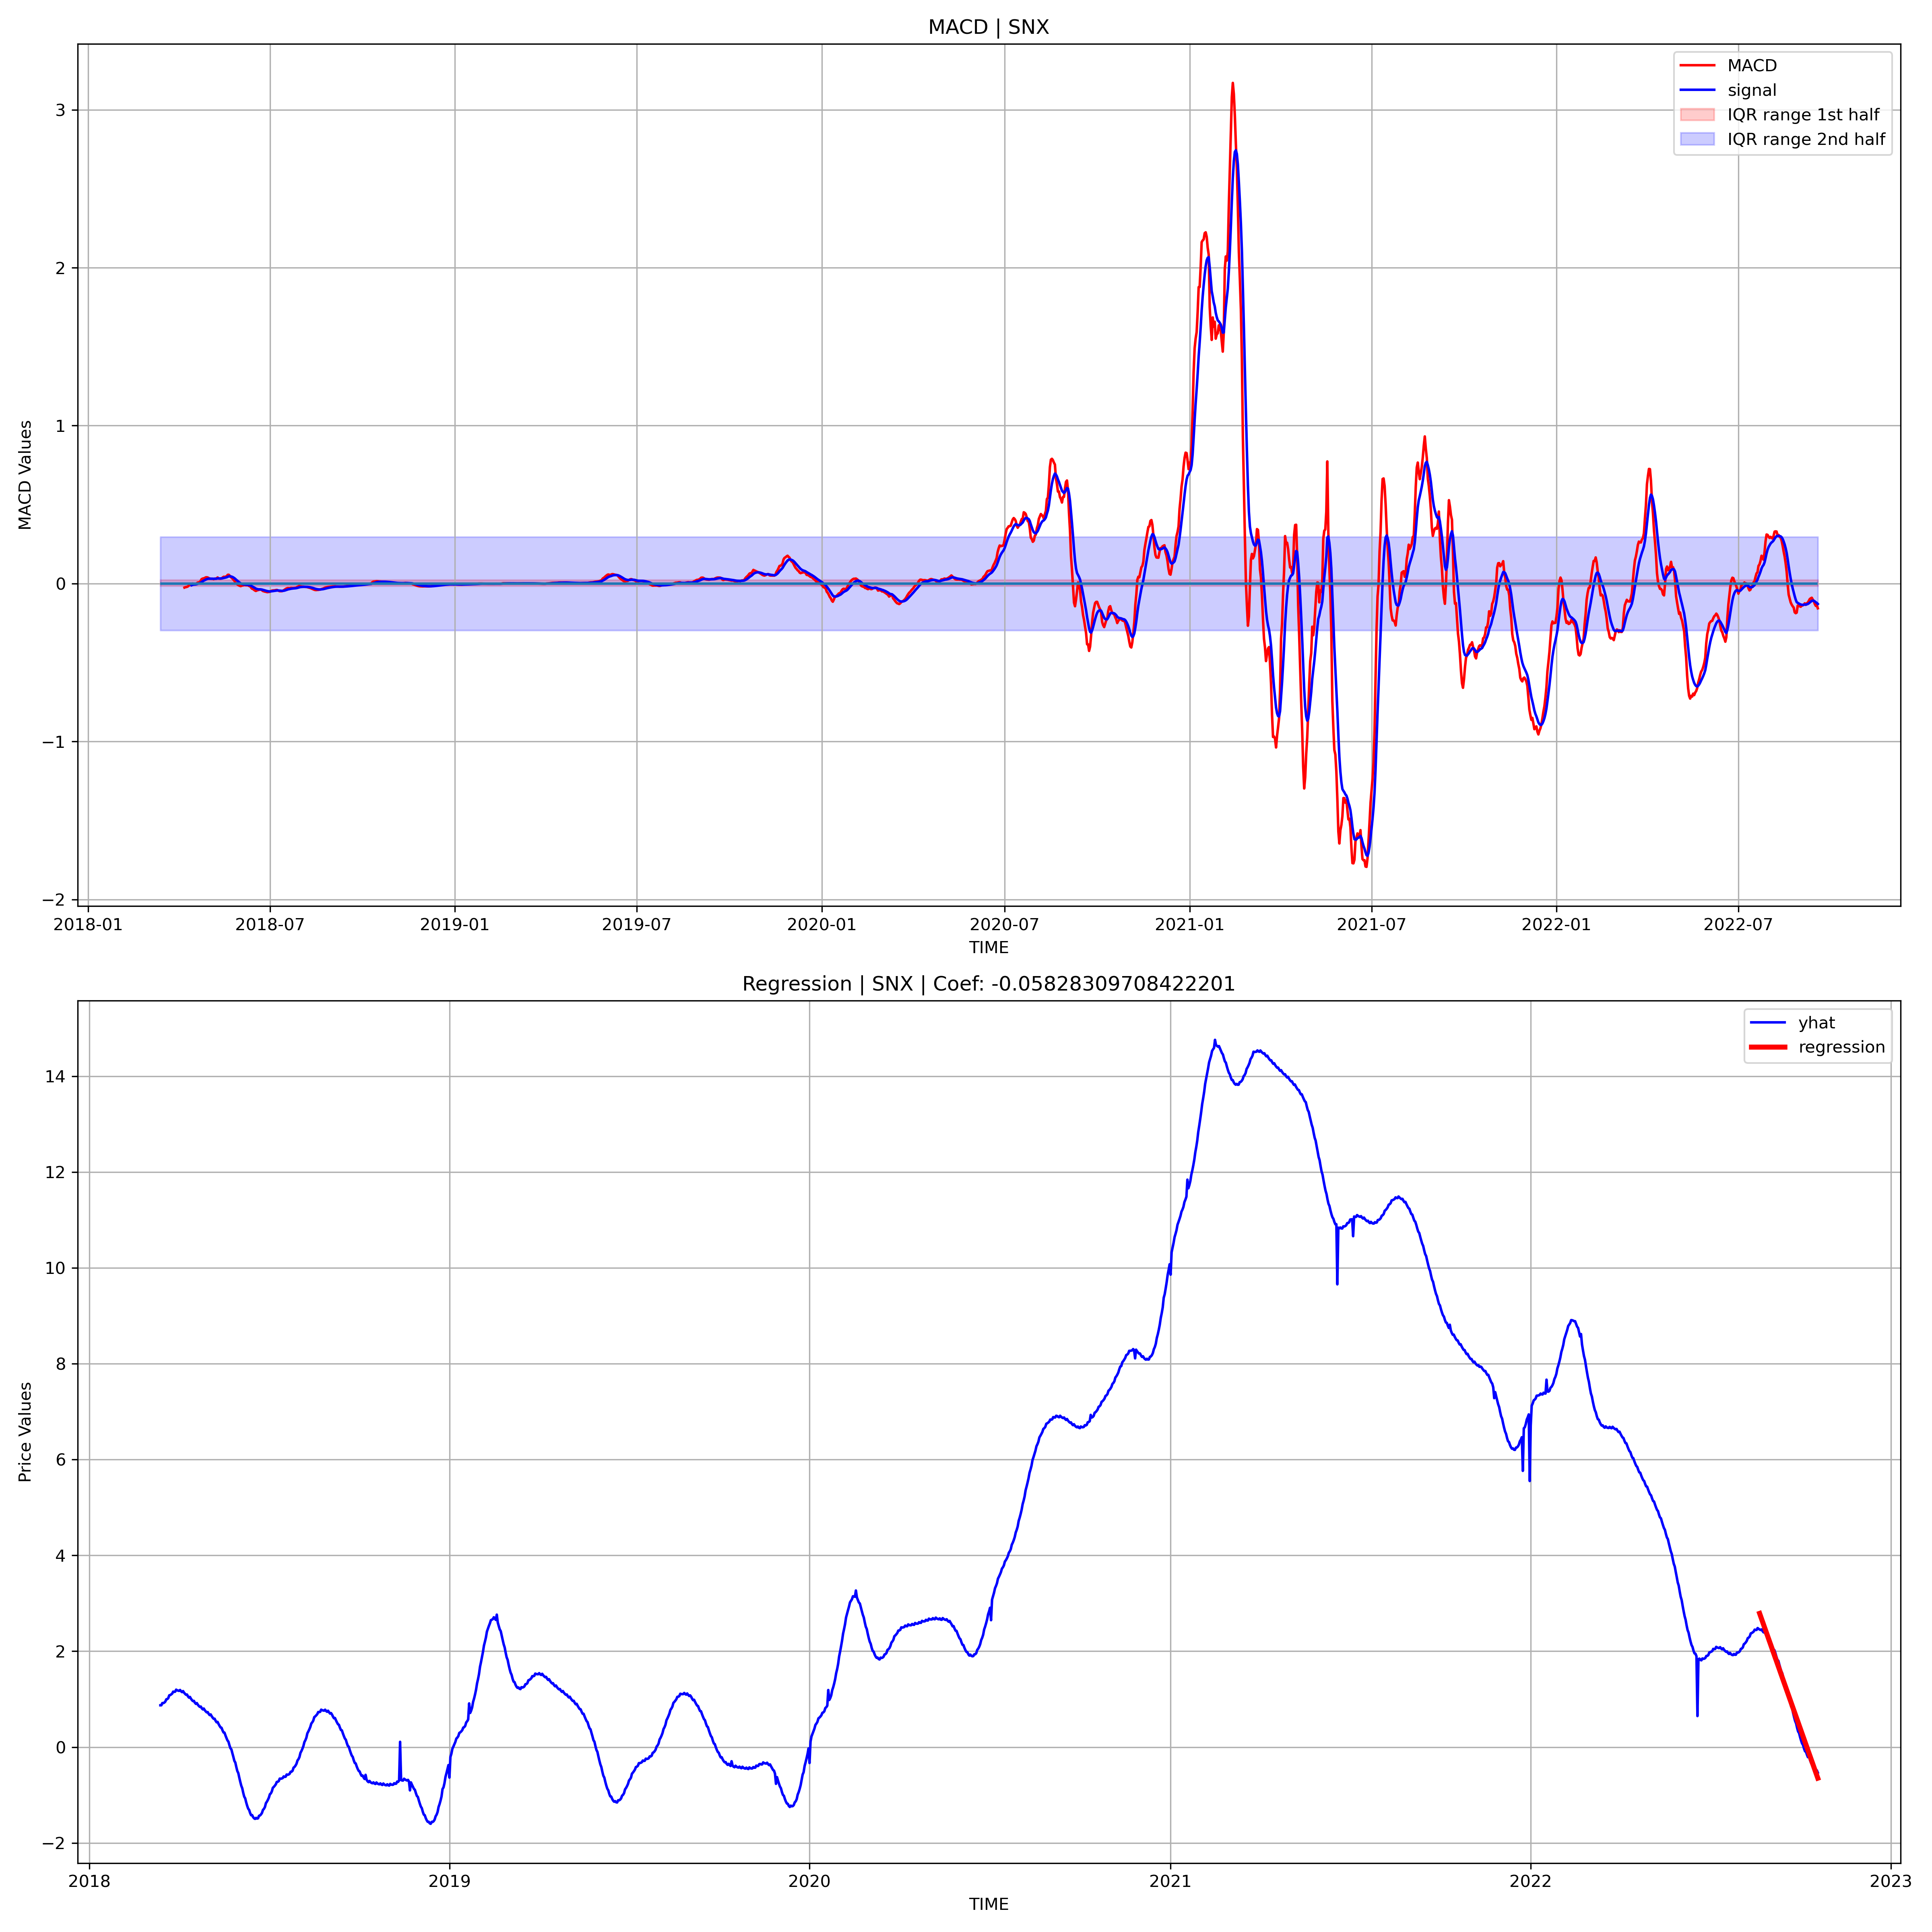 MACD | SNX
MACD
signal
IQR range 1st half
IQR range 2nd half
MACD Values
3
2
1
0
−1
−2
2018-01 2018-07 2019-01 2019-07 2020-01 2020-07 2021-01 2021-07 2022-01 2022-07
TIME
Regression | SNX | Coef: -0.05828309708422201
yhat
regression
Price Values
14
12
10
8
6
4
2
0
−2
2018 2019 2020 2021 2022 2023
TIME